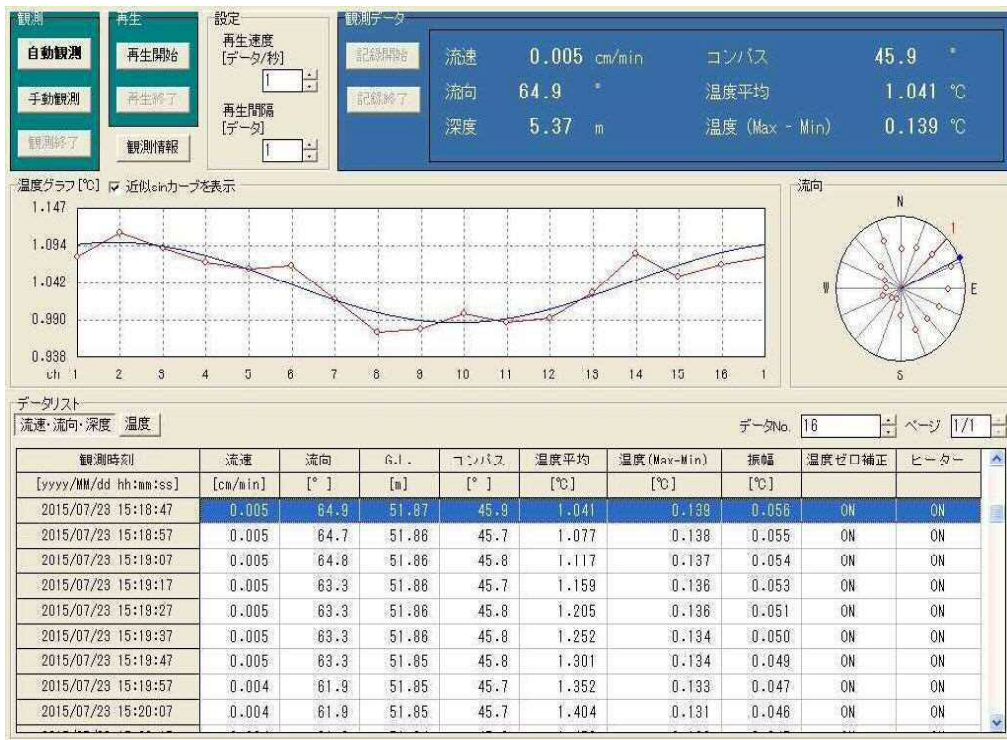 観測
自動観測
手動観測
観測終了
再生
再生開始
再生終了
観測情報
設定
再生速度
[データ/秒]
1
再生間隔
[データ]
1
観測データ
記録開始
記録終了
流速 0.005 cm/min コンパス 45.9 °
流向 64.9 ° 温度平均 1.041 ℃
深度 5.37 m 温度 (Max - Min) 0.139 ℃
温度グラフ[℃] 近似sinカーブを表示
1.147
1.094
1.042
0.990
0.938
ch 1 2 3 4 5 6 7 8 9 10 11 12 13 14 15 16 1
流向
N
1
W E
S
データリスト
流速・流向・深度 温度 データNo. 16 ページ 1/1
観測時刻 流速 流向 G.L. コンパス 温度平均 温度(Max-Min) 振幅 温度ゼロ補正 ヒーター
[yyyy/MM/dd hh:mm:ss] [cm/min] [° ] [m] [° ] [℃] [℃] [℃]
2015/07/23 15:18:47 0.005 64.9 51.87 45.9 1.041 0.139 0.056 ON ON
2015/07/23 15:18:57 0.005 64.7 51.86 45.7 1.077 0.138 0.055 ON ON
2015/07/23 15:19:07 0.005 64.8 51.86 45.8 1.117 0.137 0.054 ON ON
2015/07/23 15:19:17 0.005 63.3 51.86 45.7 1.159 0.136 0.053 ON ON
2015/07/23 15:19:27 0.005 63.3 51.86 45.8 1.205 0.136 0.051 ON ON
2015/07/23 15:19:37 0.005 63.3 51.86 45.8 1.252 0.134 0.050 ON ON
2015/07/23 15:19:47 0.005 63.3 51.85 45.8 1.301 0.134 0.049 ON ON
2015/07/23 15:19:57 0.004 61.9 51.85 45.7 1.352 0.133 0.047 ON ON
2015/07/23 15:20:07 0.004 61.9 51.85 45.7 1.404 0.131 0.046 ON ON